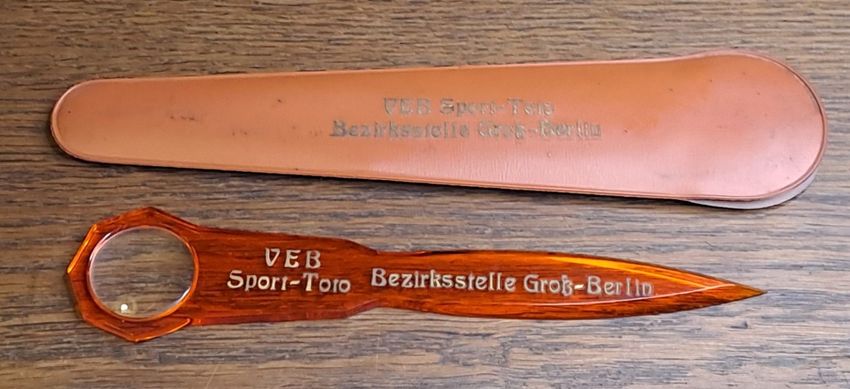 VEB Sport-Toto
Bezirksstelle Groß-Berlin
VEB
Sport-Toto
Bezirksstelle Groß-Berlin